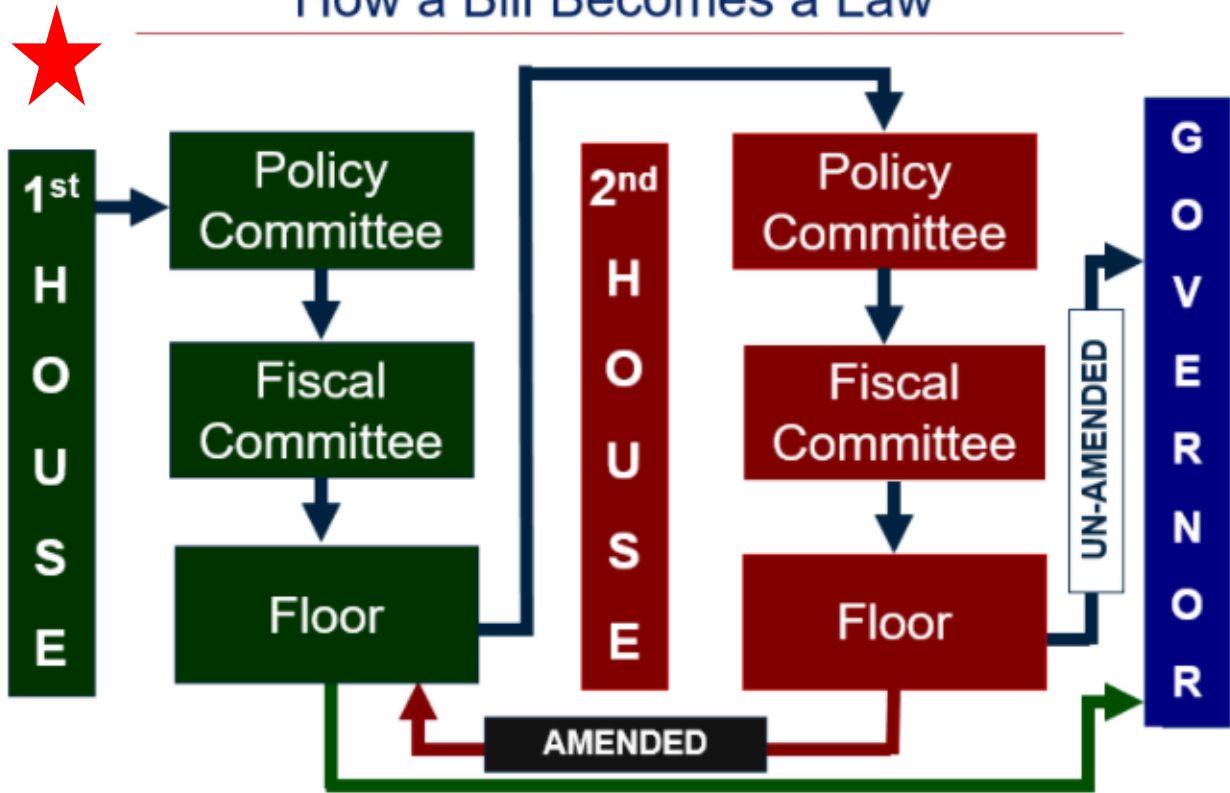 How a Bill Becomes a Law
1st HOUSE
Policy
Committee
Fiscal
Committee
Floor
2nd HOUSE
Policy
Committee
Fiscal
Committee
Floor
AMENDED
UN-AMENDED
GOVERNOR